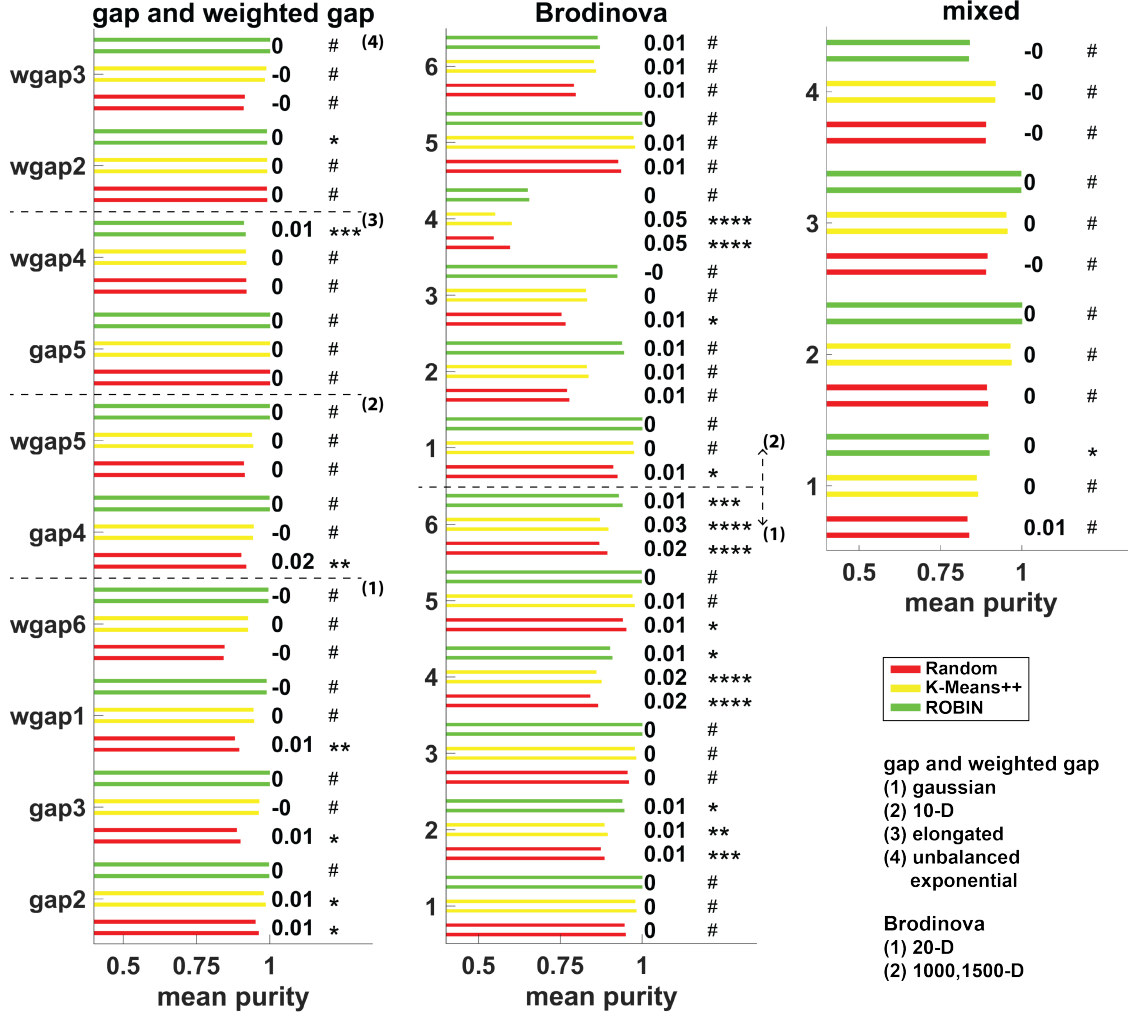 gap and weighted gap
0 # (4)
wgap3 -0 #
-0 #
0 *
wgap2 0 #
0 #
0.01 *** (3)
wgap4 0 #
0 #
0 #
gap5 0 #
0 #
0 # (2)
wgap5 0 #
0 #
0 #
gap4 -0 #
0.02 **
-0 # (1)
wgap6 0 #
-0 #
-0 #
wgap1 0 #
0.01 **
0 #
gap3 -0 #
0.01 *
0 #
gap2 0.01 *
0.01 *
0.5 0.75 1
mean purity
Brodinova
0.01 #
6 0.01 #
0.01 #
0 #
5 0.01 #
0.01 #
0 #
4 0.05 ****
0.05 ****
-0 #
3 0 #
0.01 *
0.01 #
2 0.01 #
0.01 #
0 #
1 0 # (2)
0.01 *
0.01 ***
6 0.03 **** (1)
0.02 ****
0 #
5 0.01 #
0.01 *
0.01 *
4 0.02 ****
0.02 ****
0 #
3 0 #
0 #
0.01 *
2 0.01 **
0.01 ***
0 #
1 0 #
0 #
0.5 0.75 1
mean purity
mixed
-0 #
4 -0 #
-0 #
0 #
3 0 #
-0 #
0 #
2 0 #
0 #
0 *
1 0 #
0.01 #
0.5 0.75 1
mean purity
Random
K-Means++
ROBIN
gap and weighted gap
(1) gaussian
(2) 10-D
(3) elongated
(4) unbalanced
exponential
Brodinova
(1) 20-D
(2) 1000,1500-D